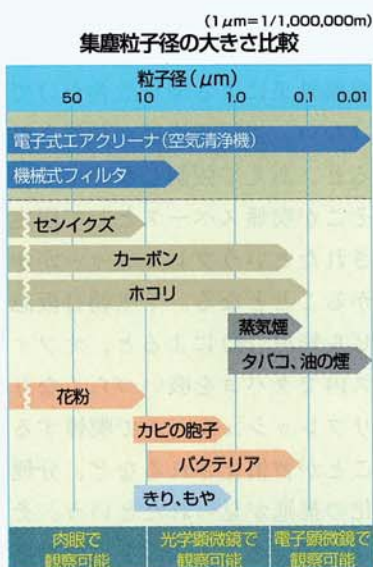 (1μm=1/1,000,000m)
集塵粒子径の大きさ比較
粒子径(μm)
50 10 1.0 0.1 0.01
電子式エアクリーナ(空気清浄機)
機械式フィルタ
センイクズ
カーボン
ホコリ
蒸気煙
タバコ、油の煙
花粉
カビの胞子
バクテリア
きり、もや
肉眼で
観察可能
光学顕微鏡で
観察可能
電子顕微鏡で
観察可能